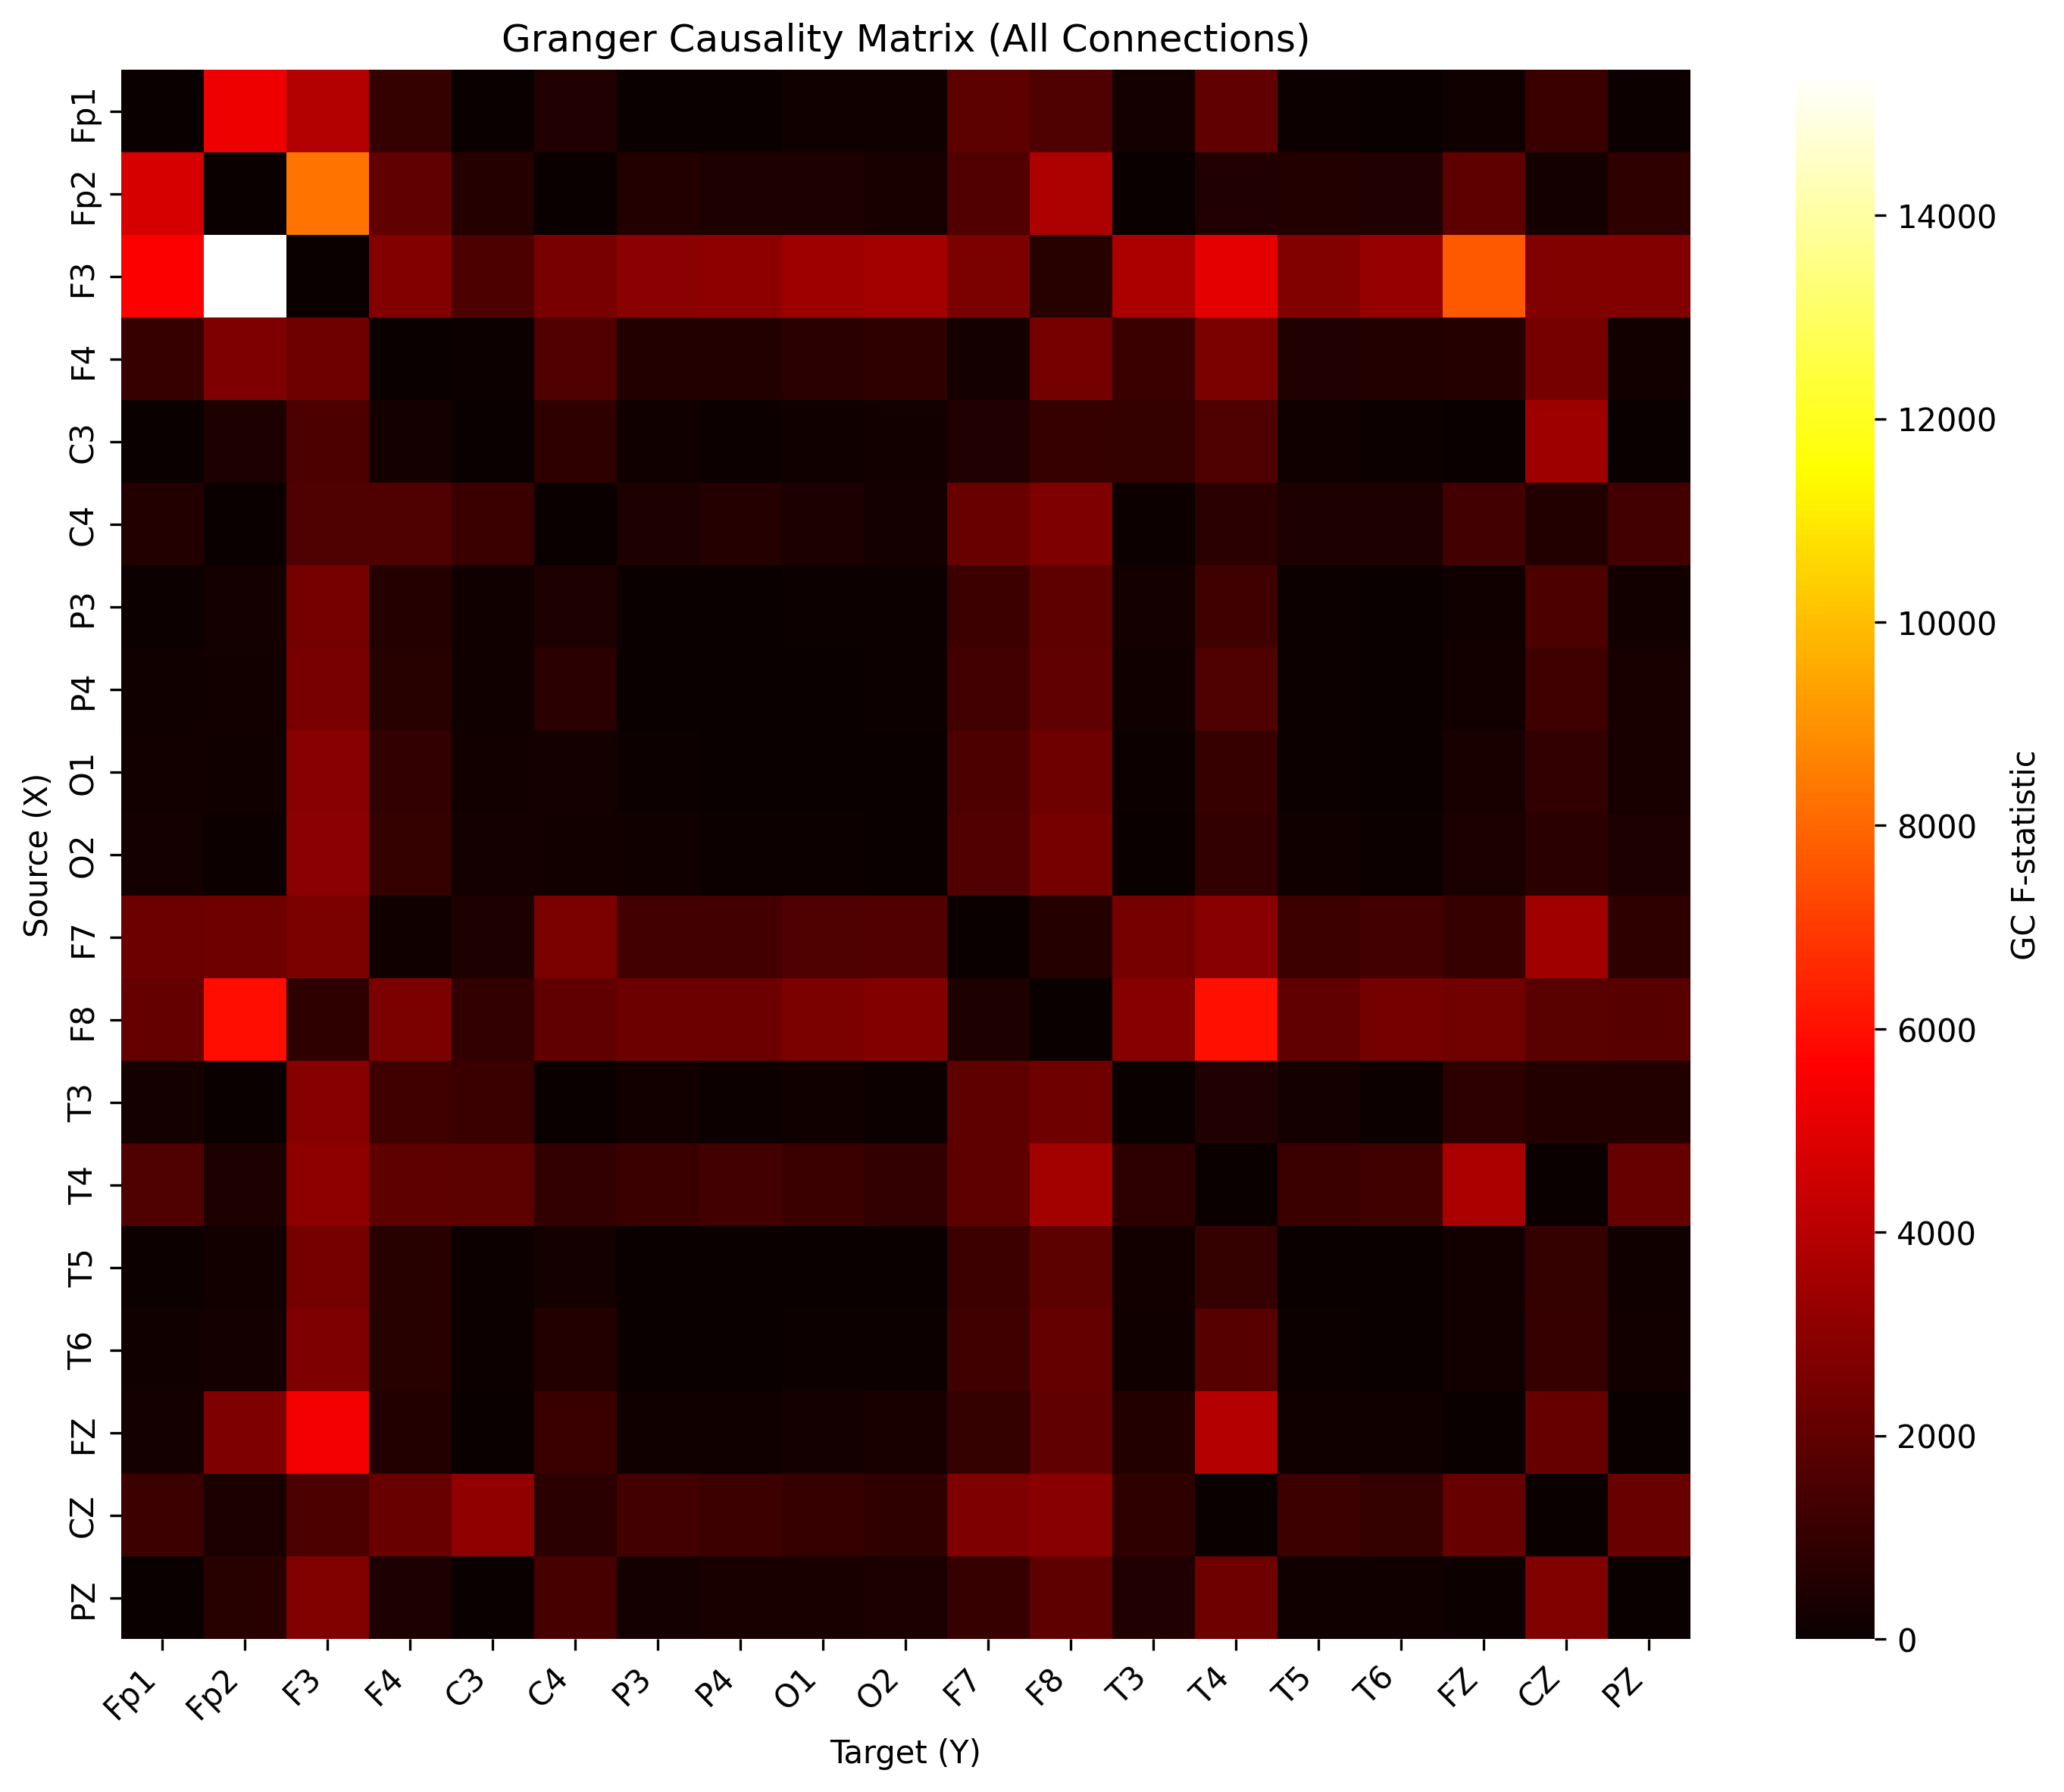 Granger Causality Matrix (All Connections)
Source (X)
Fp1
Fp2
F3
F4
C3
C4
P3
P4
O1
O2
F7
F8
T3
T4
T5
T6
FZ
CZ
PZ
Fp1 Fp2 F3 F4 C3 C4 P3 P4 O1 O2 F7 F8 T3 T4 T5 T6 FZ CZ PZ
Target (Y)
14000
12000
10000
8000
6000
4000
2000
0
GC F-statistic